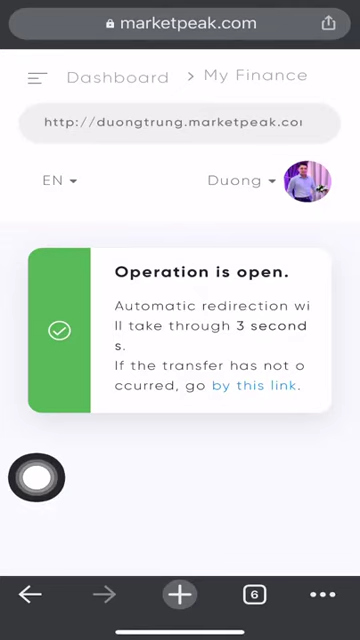 marketpeak.com
Dashboard > My Finance
http://duongtrung.marketpeak.co
EN Duong
Operation is open.
Automatic redirection wi
ll take through 3 second
s.
If the transfer has not o
ccurred, go by this link.
6